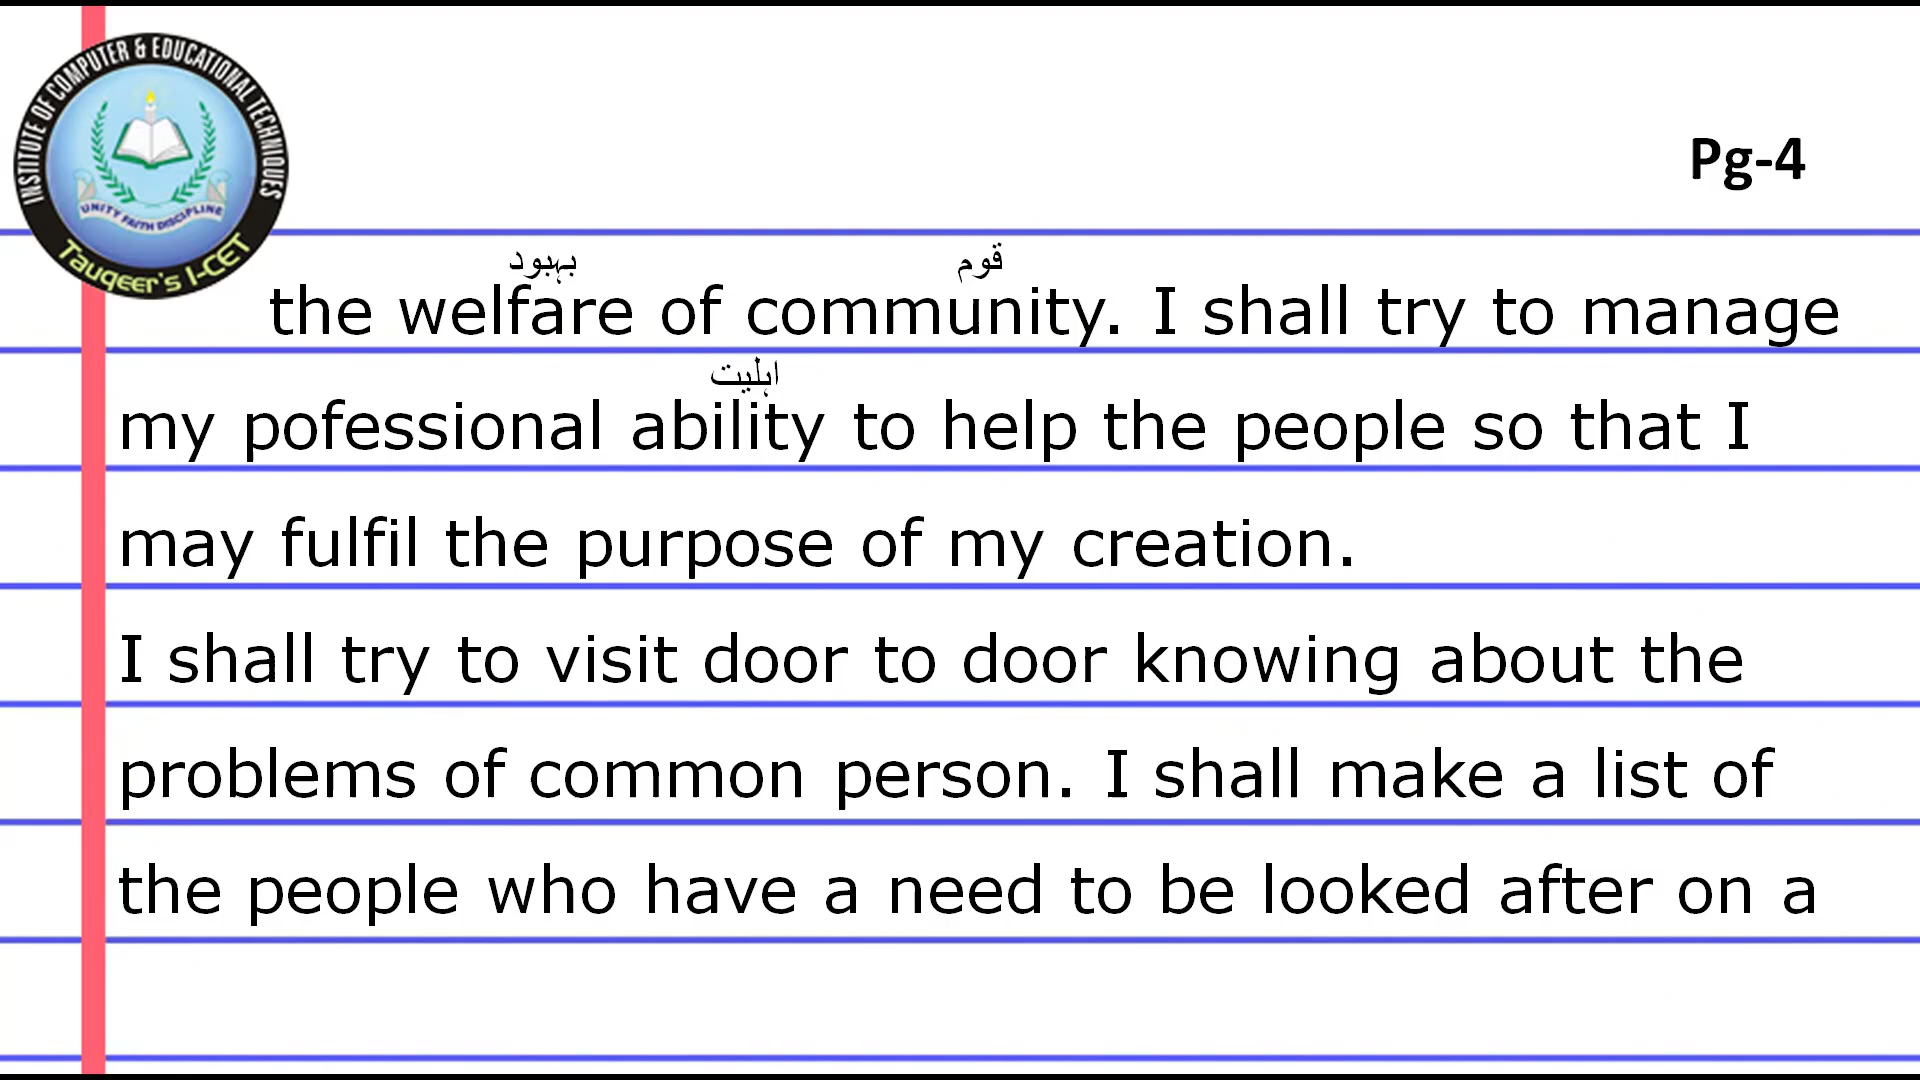 INSTITUTE OF COMPUTER & EDUCATIONAL TECHNIQUES
UNITY FAITH DISCIPLINE
Tauqeer's I-CET
Pg-4
بہبود قوم
the welfare of community. I shall try to manage
اہلیت
my pofessional ability to help the people so that I
may fulfil the purpose of my creation.
I shall try to visit door to door knowing about the
problems of common person. I shall make a list of
the people who have a need to be looked after on a